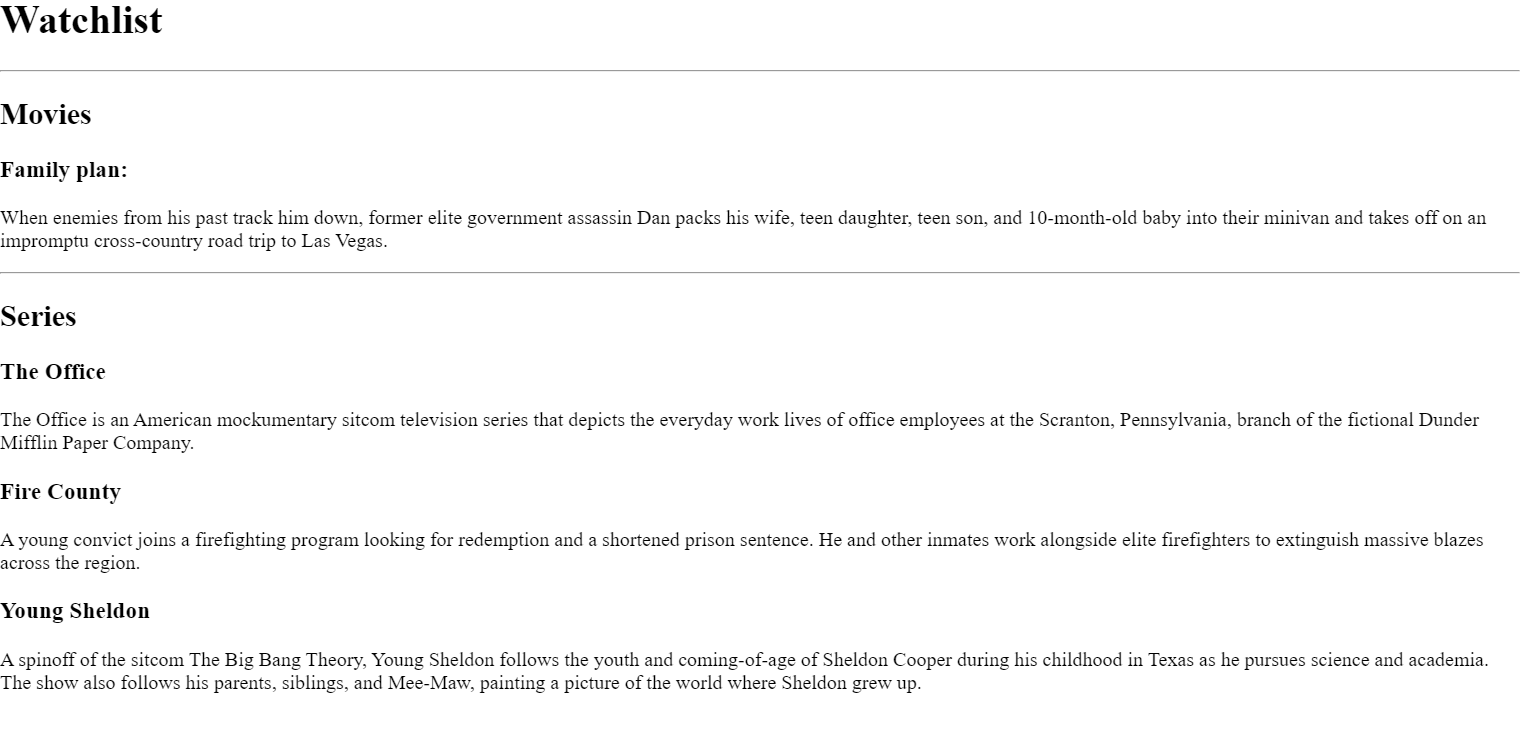 Watchlist
Movies
Family plan:
When enemies from his past track him down, former elite government assassin Dan packs his wife, teen daughter, teen son, and 10-month-old baby into their minivan and takes off on an
impromptu cross-country road trip to Las Vegas.
Series
The Office
The Office is an American mockumentary sitcom television series that depicts the everyday work lives of office employees at the Scranton, Pennsylvania, branch of the fictional Dunder
Mifflin Paper Company.
Fire County
A young convict joins a firefighting program looking for redemption and a shortened prison sentence. He and other inmates work alongside elite firefighters to extinguish massive blazes
across the region.
Young Sheldon
A spinoff of the sitcom The Big Bang Theory, Young Sheldon follows the youth and coming-of-age of Sheldon Cooper during his childhood in Texas as he pursues science and academia.
The show also follows his parents, siblings, and Mee-Maw, painting a picture of the world where Sheldon grew up.